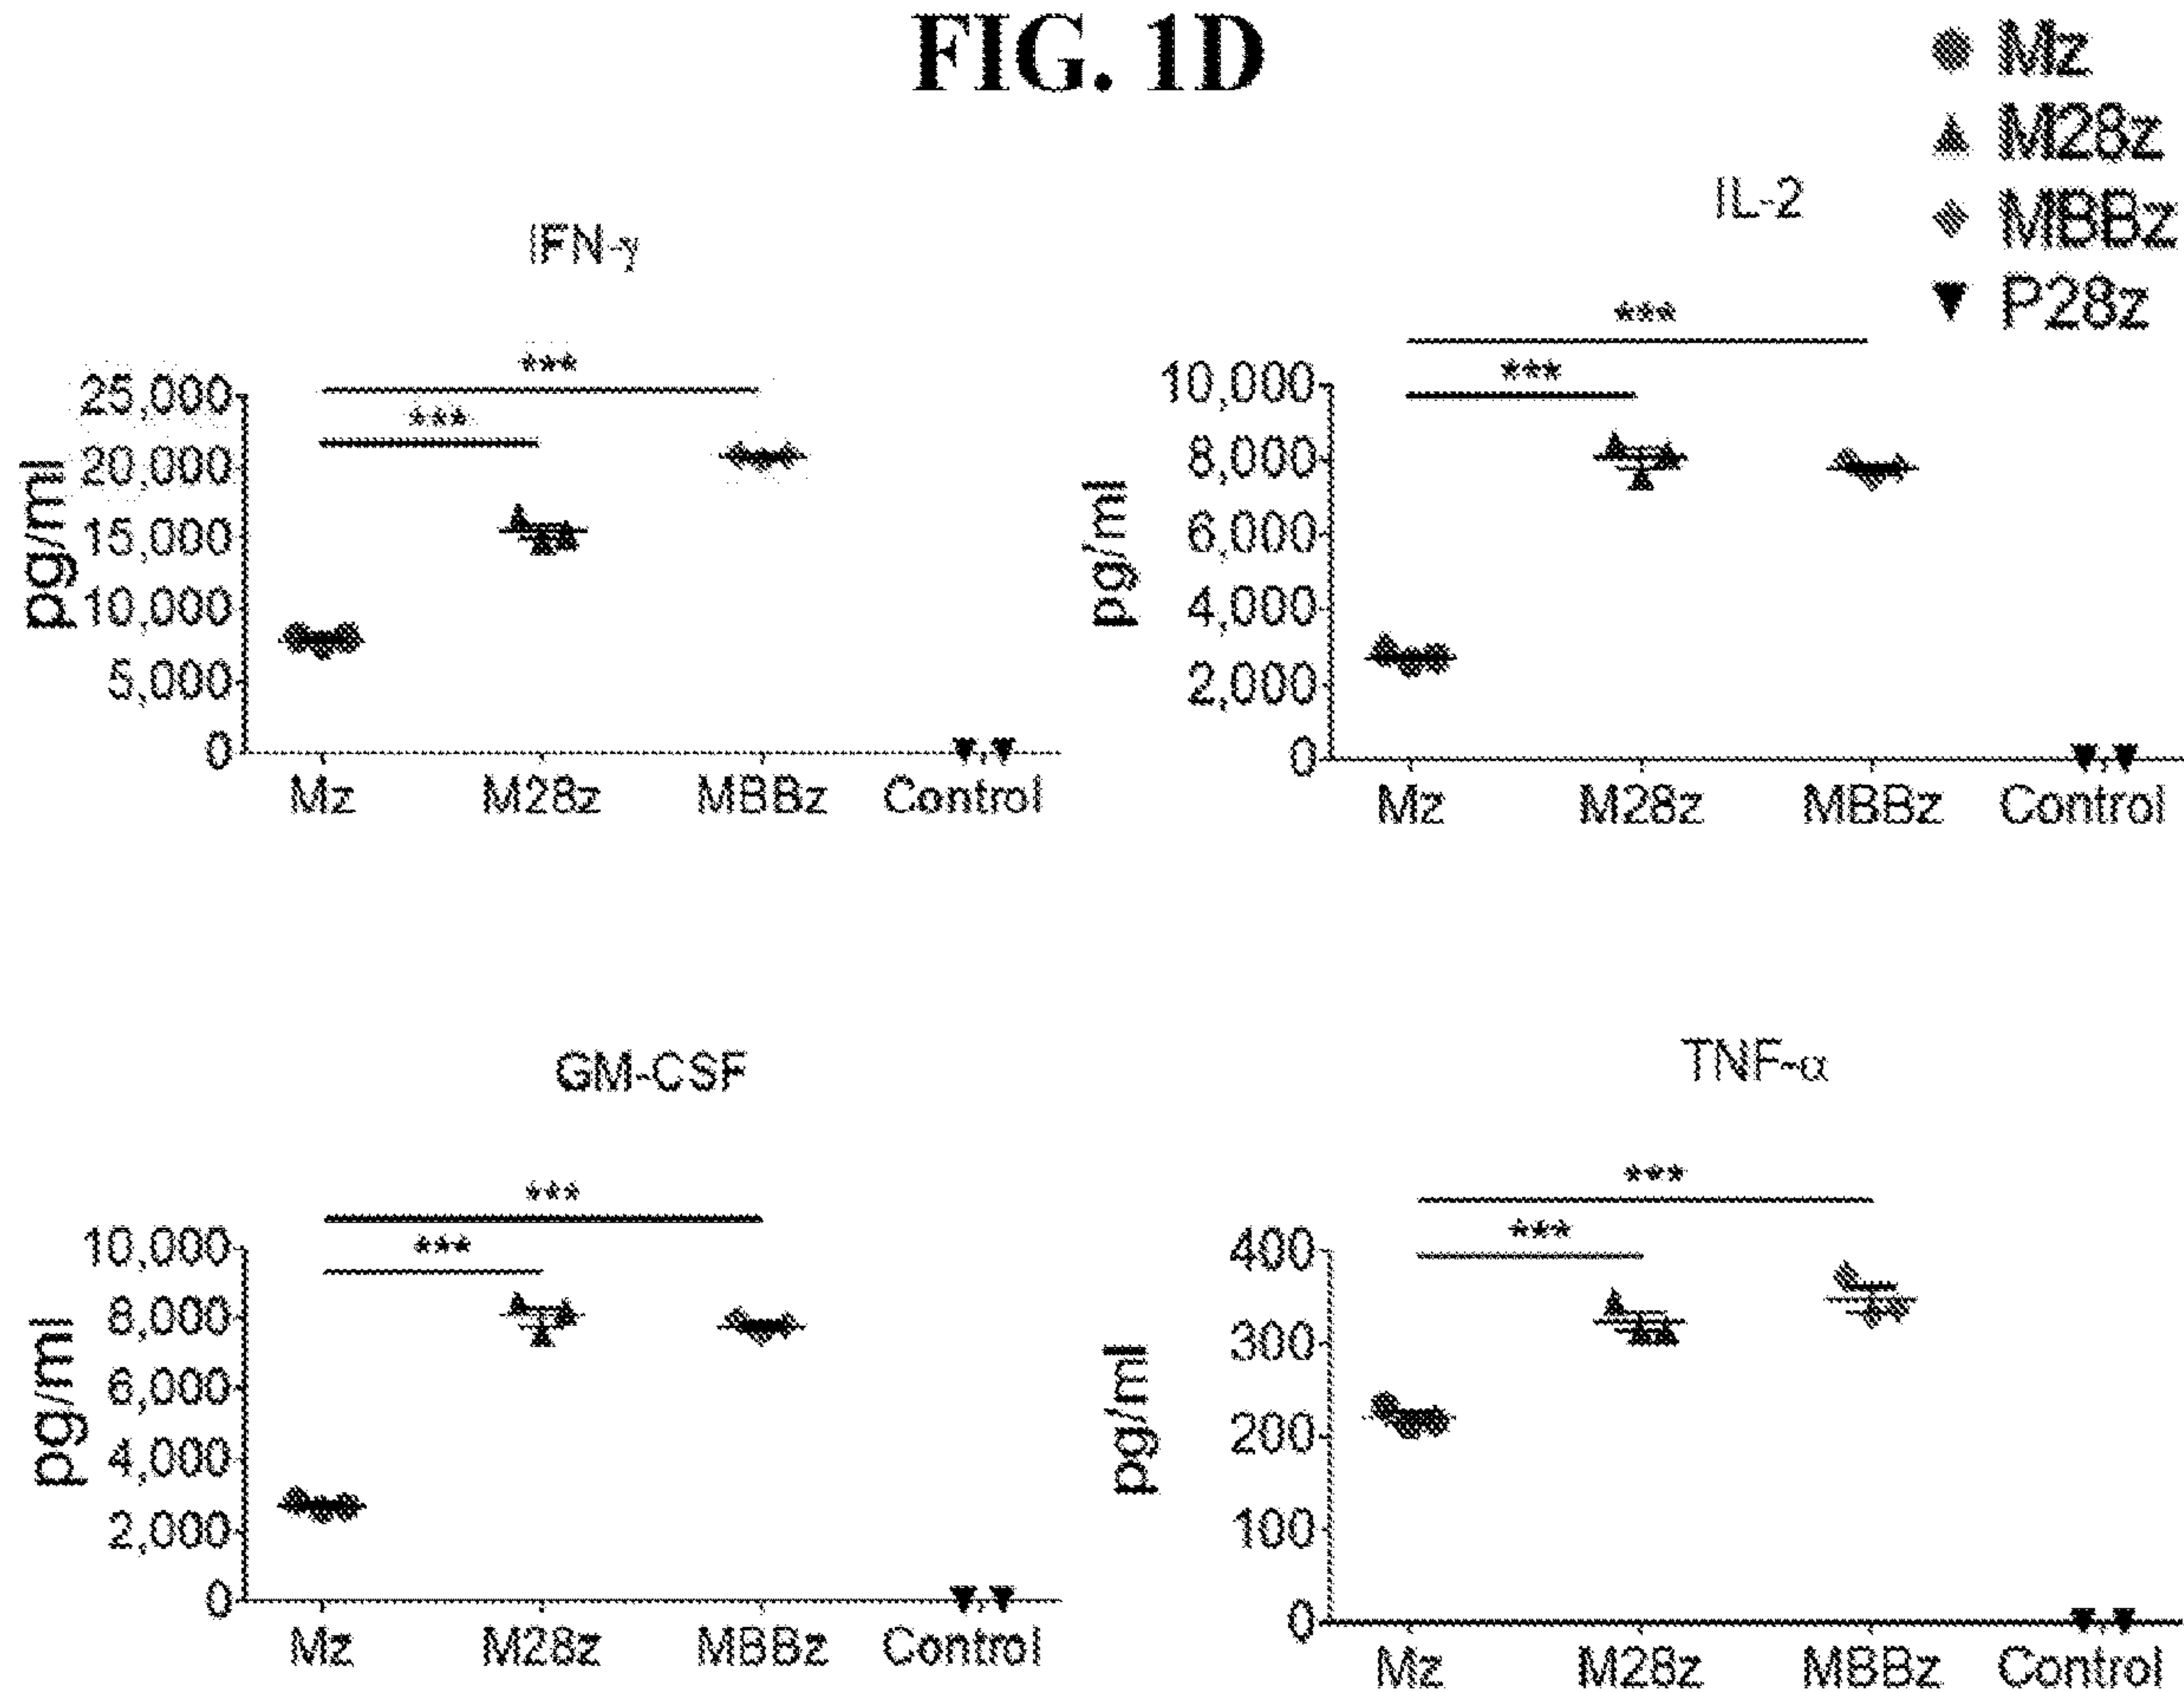 FIG. 1D
Mz
M28z
MBBz
P28z
IFN-γ
***
***
pg/ml
25,000
20,000
15,000
10,000
5,000
0
Mz M28z MBBz Control
IL-2
***
***
pg/ml
10,000
8,000
6,000
4,000
2,000
0
Mz M28z MBBz Control
GM-CSF
***
***
pg/ml
10,000
8,000
6,000
4,000
2,000
0
Mz M28z MBBz Control
TNF-α
***
***
pg/ml
400
300
200
100
0
Mz M28z MBBz Control